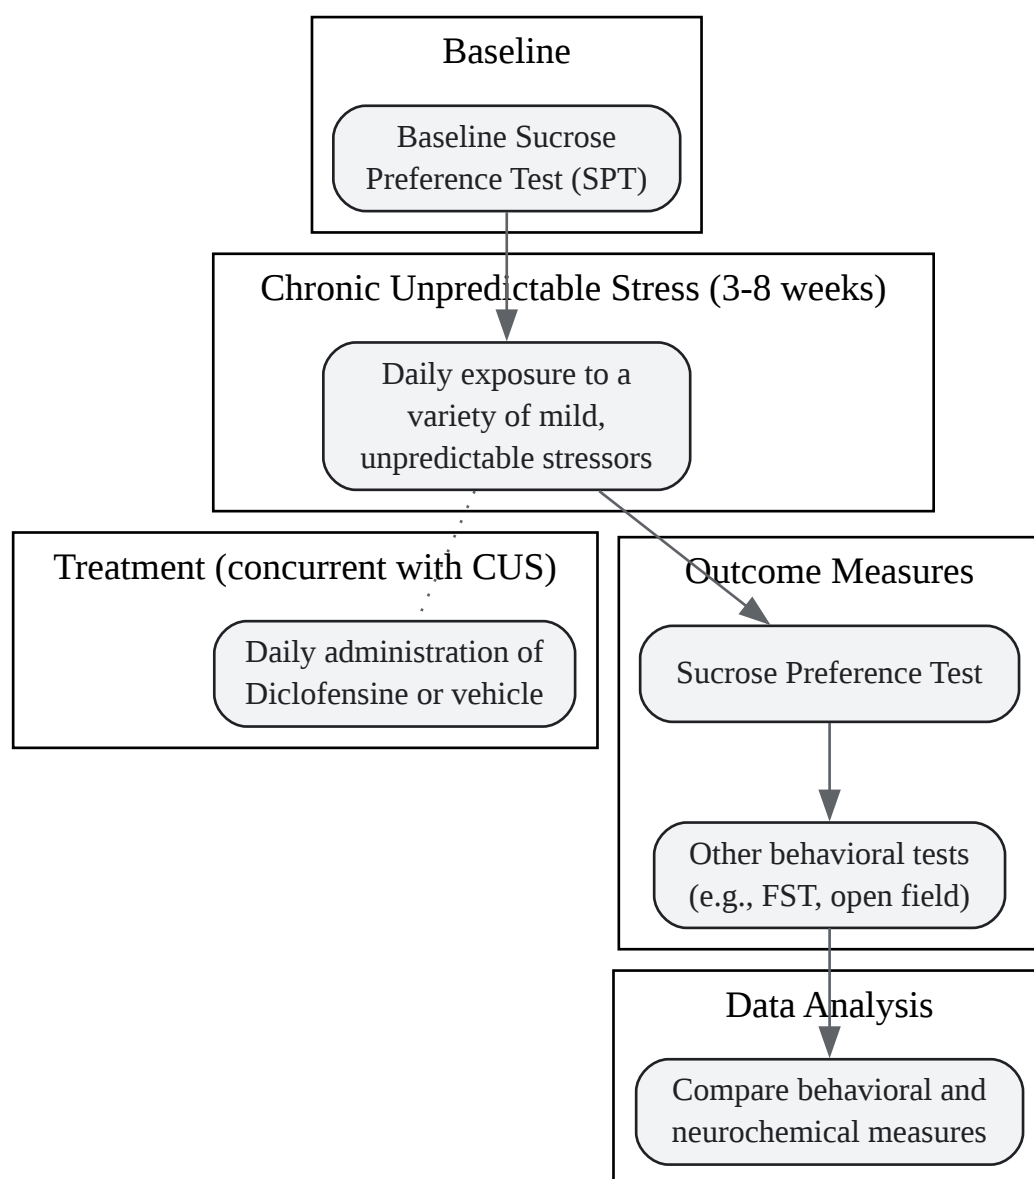 Baseline
Baseline Sucrose
Preference Test (SPT)
Chronic Unpredictable Stress (3-8 weeks)
Daily exposure to a
variety of mild,
unpredictable stressors
Treatment (concurrent with CUS)
Daily administration of
Diclofensine or vehicle
Outcome Measures
Sucrose Preference Test
Other behavioral tests
(e.g., FST, open field)
Data Analysis
Compare behavioral and
neurochemical measures